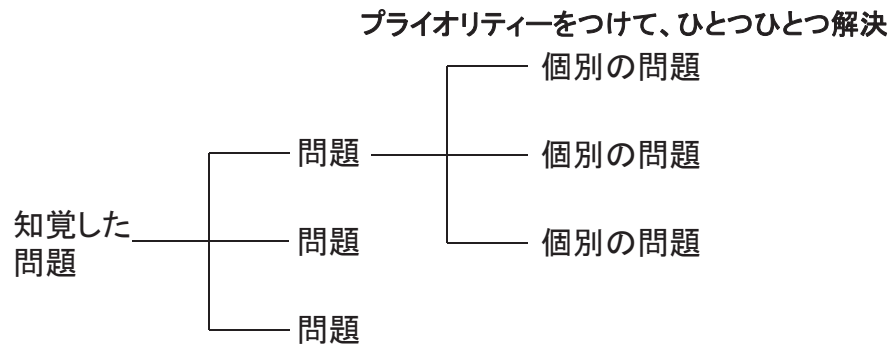 プライオリティーをつけて、ひとつひとつ解決
個別の問題
問題
個別の問題
知覚した
問題
問題
個別の問題
問題